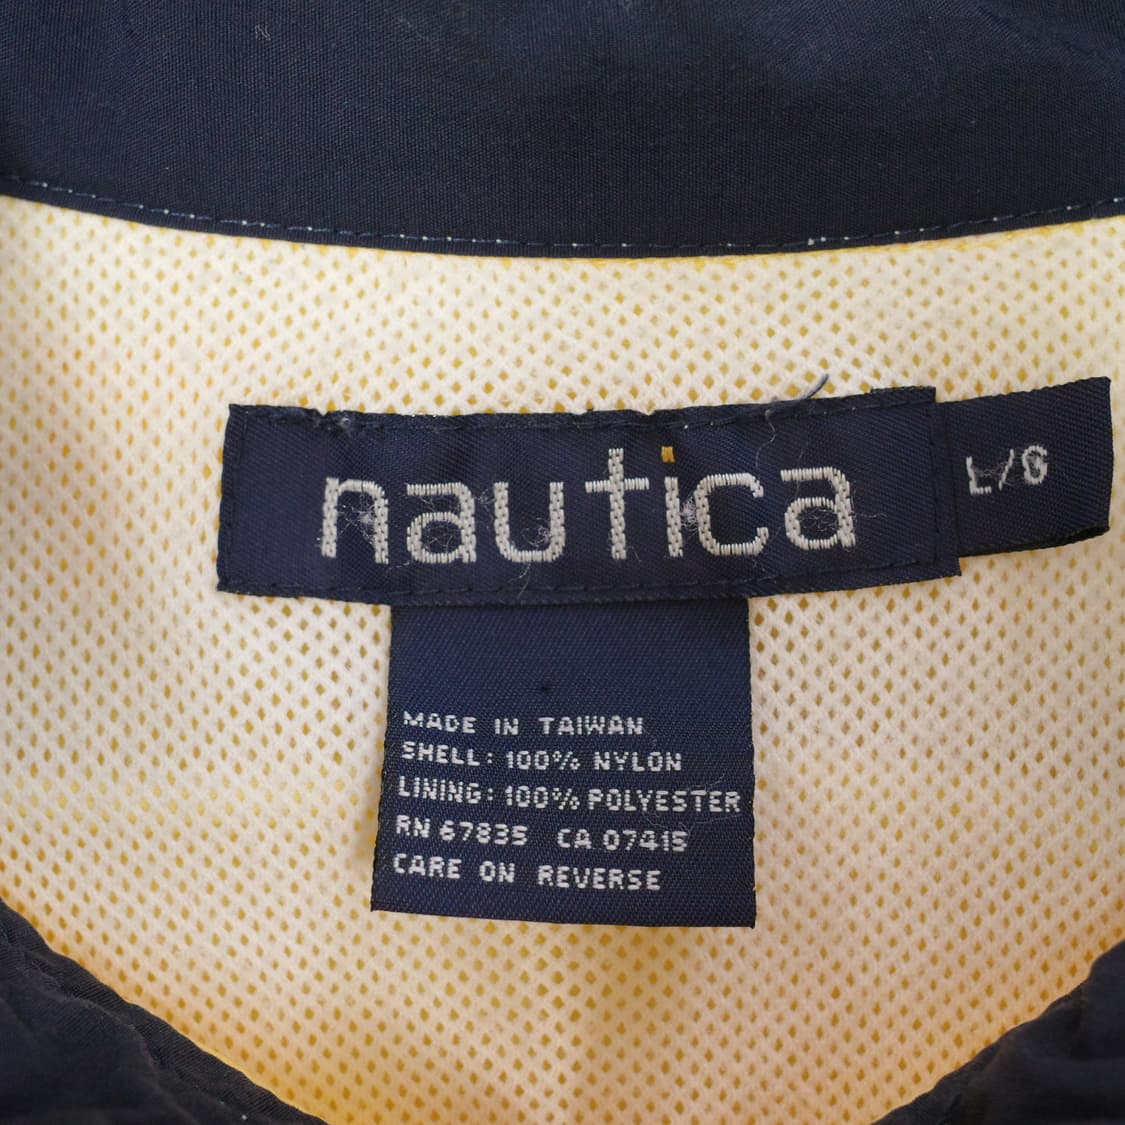 nautica
L/G
MADE IN TAIWAN
SHELL: 100% NYLON
LINING: 100% POLYESTER
RN 67835 CA 07415
CARE ON REVERSE